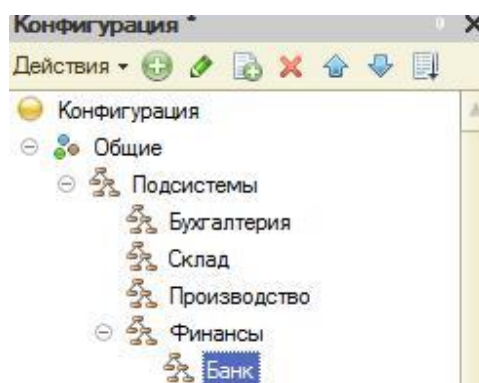 Конфигурация *
Действия
Конфигурация
Общие
Подсистемы
Бухгалтерия
Склад
Производство
Финансы
Банк